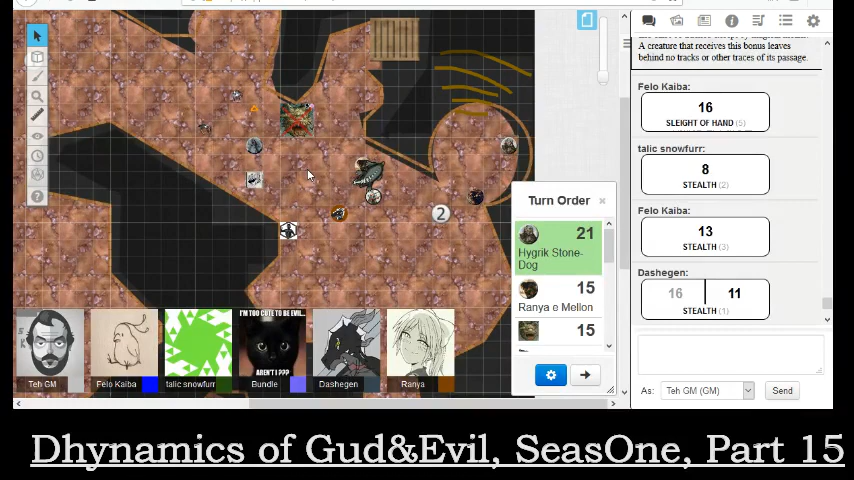 A creature that receives this bonus leaves
behind no tracks or other traces of its passage.
Felo Kaiba:
16
SLEIGHT OF HAND (5)
talic snowfurr:
8
STEALTH (2)
Felo Kaiba:
13
STEALTH (3)
Dashegen:
16 11
STEALTH (1)
As: Teh GM (GM) Send
2
Turn Order ×
21
Hygrik Stone-
Dog
15
Ranya e Mellon
15
I'M TOO CUTE TO BE EVIL..
AREN'T I ???
S
K
Teh GM
Felo Kaiba
talic snowfurr
Bundle
Dashegen
Ranya
Dhynamics of Gud&Evil, SeasOne, Part 15